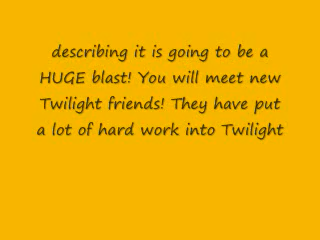 describing it is going to be a
HUGE blast! You will meet new
Twilight friends! They have put
a lot of hard work into Twilight